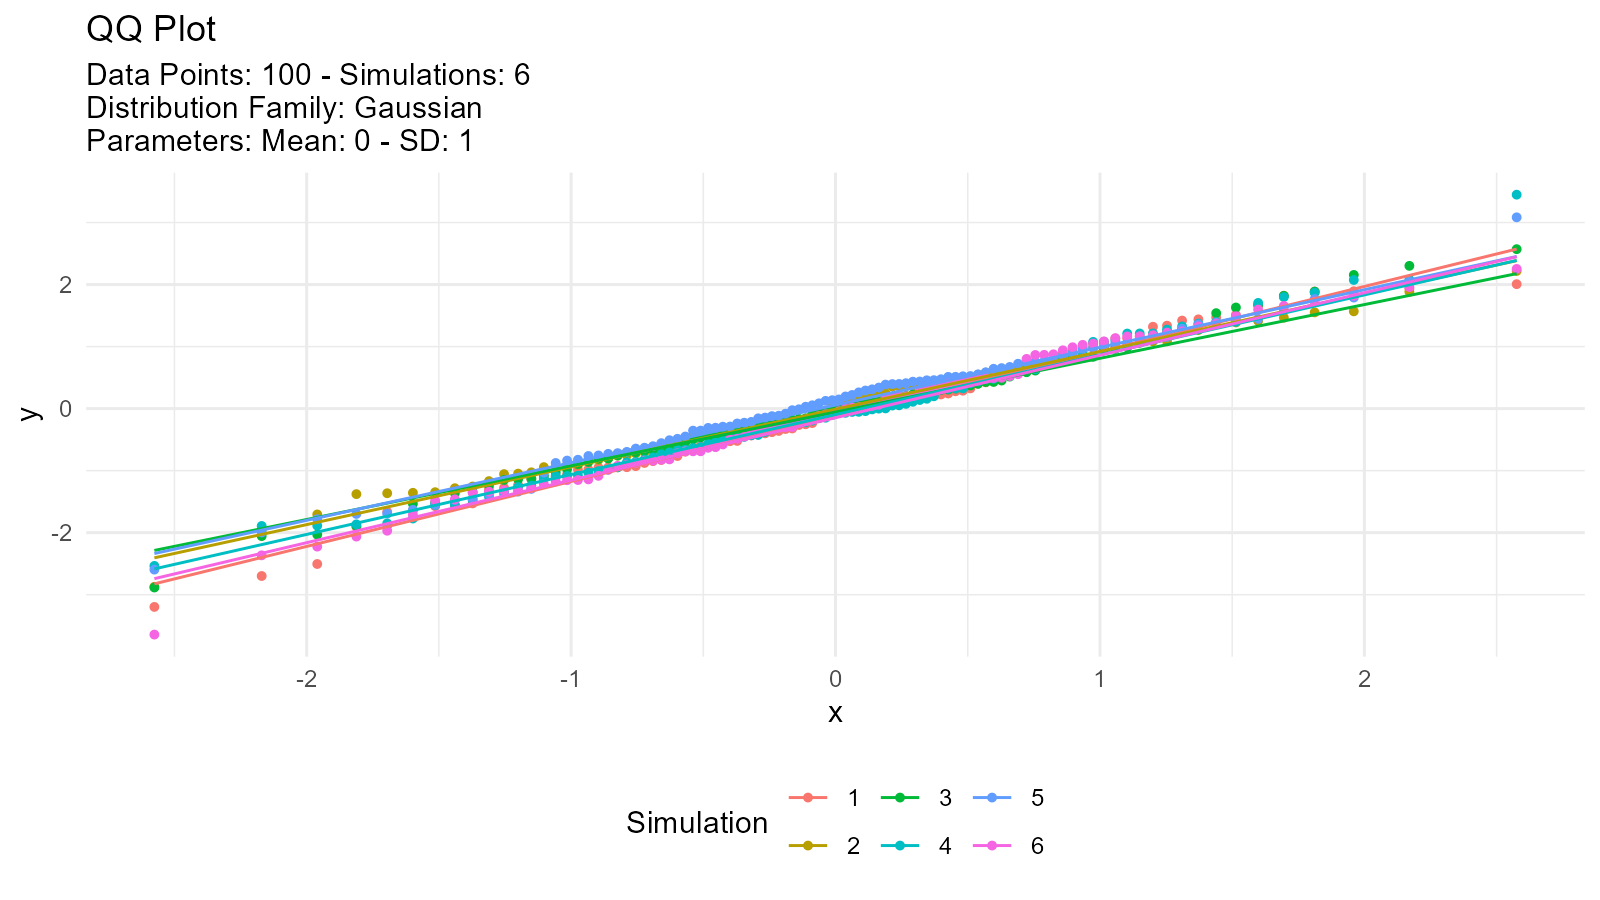 QQ Plot
Data Points: 100 - Simulations: 6
Distribution Family: Gaussian
Parameters: Mean: 0 - SD: 1
y
2
0
-2
-2 -1 0 1 2
x
Simulation
1 3 5
2 4 6